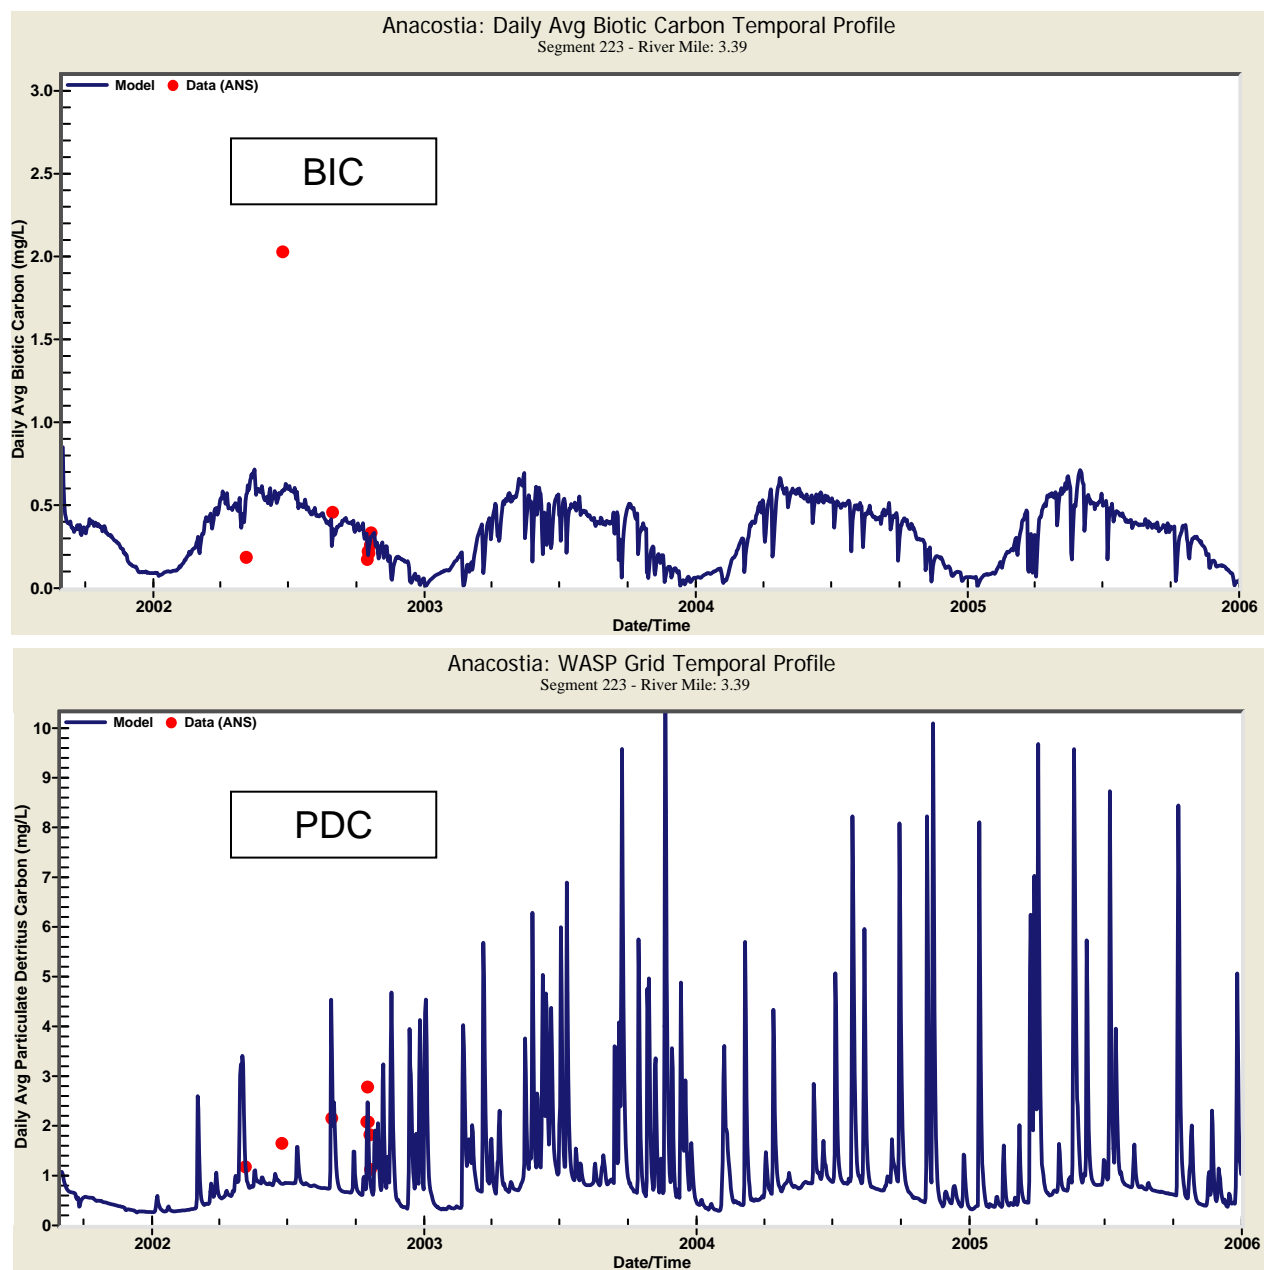 Anacostia: Daily Avg Biotic Carbon Temporal Profile
Segment 223 - River Mile: 3.39
Model Data (ANS)
BIC
Daily Avg Biotic Carbon (mg/L)
3.0
2.5
2.0
1.5
1.0
0.5
0.0
2002 2003 2004 2005 2006
Date/Time
Anacostia: WASP Grid Temporal Profile
Segment 223 - River Mile: 3.39
Model Data (ANS)
PDC
Daily Avg Particulate Detritus Carbon (mg/L)
10
9
8
7
6
5
4
3
2
1
0
2002 2003 2004 2005 2006
Date/Time